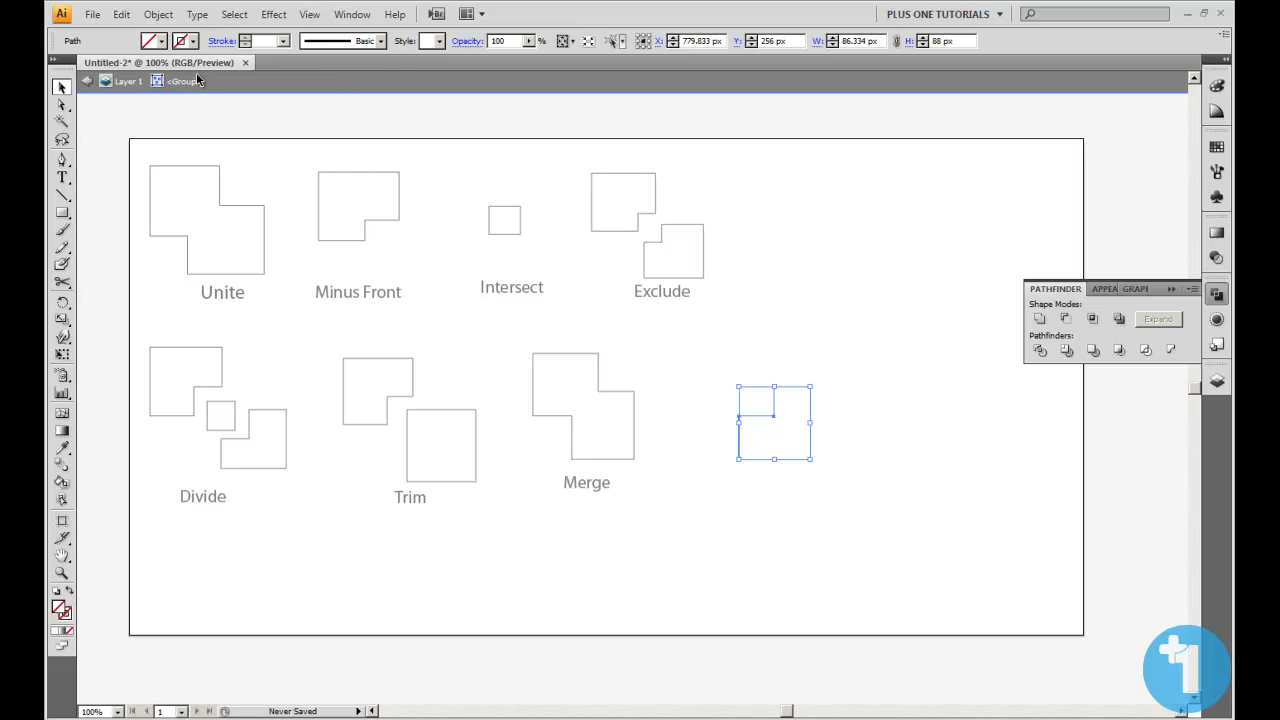 Ai File Edit Object Type Select Effect View Window Help Br PLUS ONE TUTORIALS
Path Stroke: Basic Style: Opacity: 100 % X: 779.833 px Y: 256 px W: 86.334 px H: 88 px
Untitled-2* @ 100% (RGB/Preview)
Layer 1 <Group
Unite
Minus Front
Intersect
Exclude
PATHFINDER APPEA GRAPI
Shape Modes:
Expand
Pathfinders:
Divide
Trim
Merge
+1
100% 1 Never Saved